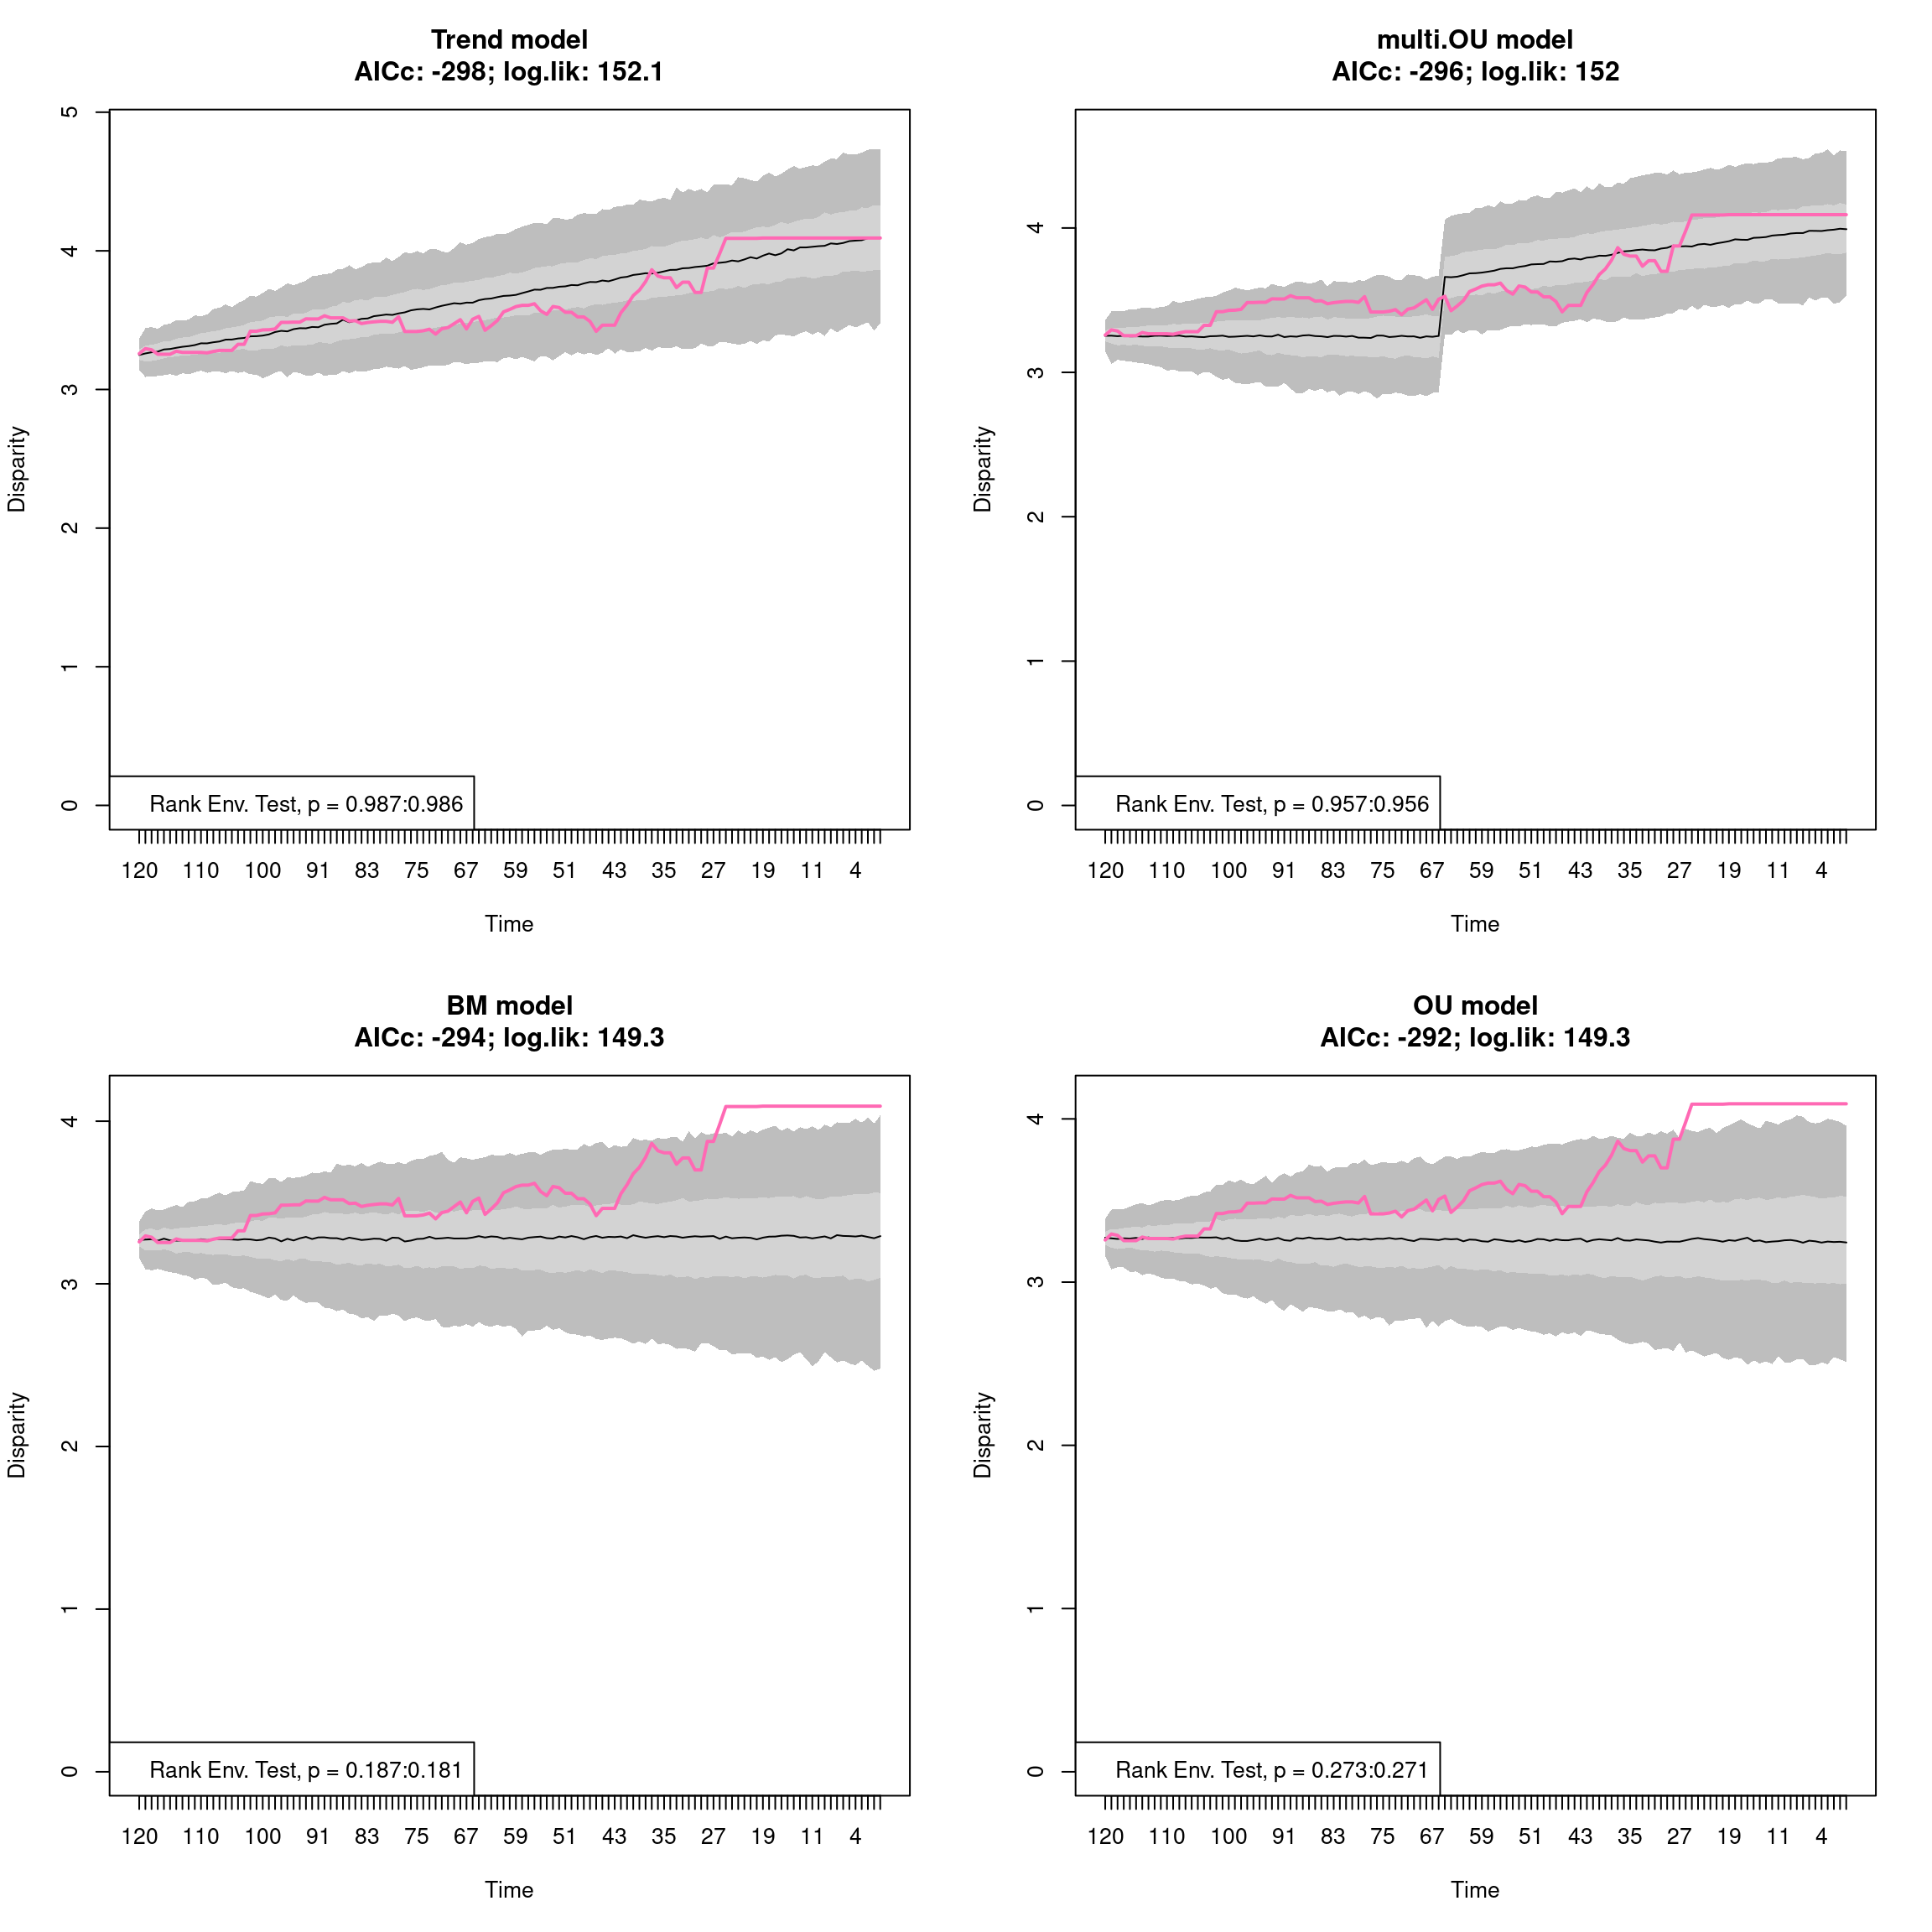 Trend model
AICc: -298; log.lik: 152.1
5
4
3
2
1
0
Disparity
Rank Env. Test, p = 0.987:0.986
120 110 100 91 83 75 67 59 51 43 35 27 19 11 4
Time
multi.OU model
AICc: -296; log.lik: 152
4
3
2
1
0
Disparity
Rank Env. Test, p = 0.957:0.956
120 110 100 91 83 75 67 59 51 43 35 27 19 11 4
Time
BM model
AICc: -294; log.lik: 149.3
4
3
2
1
0
Disparity
Rank Env. Test, p = 0.187:0.181
120 110 100 91 83 75 67 59 51 43 35 27 19 11 4
Time
OU model
AICc: -292; log.lik: 149.3
4
3
2
1
0
Disparity
Rank Env. Test, p = 0.273:0.271
120 110 100 91 83 75 67 59 51 43 35 27 19 11 4
Time